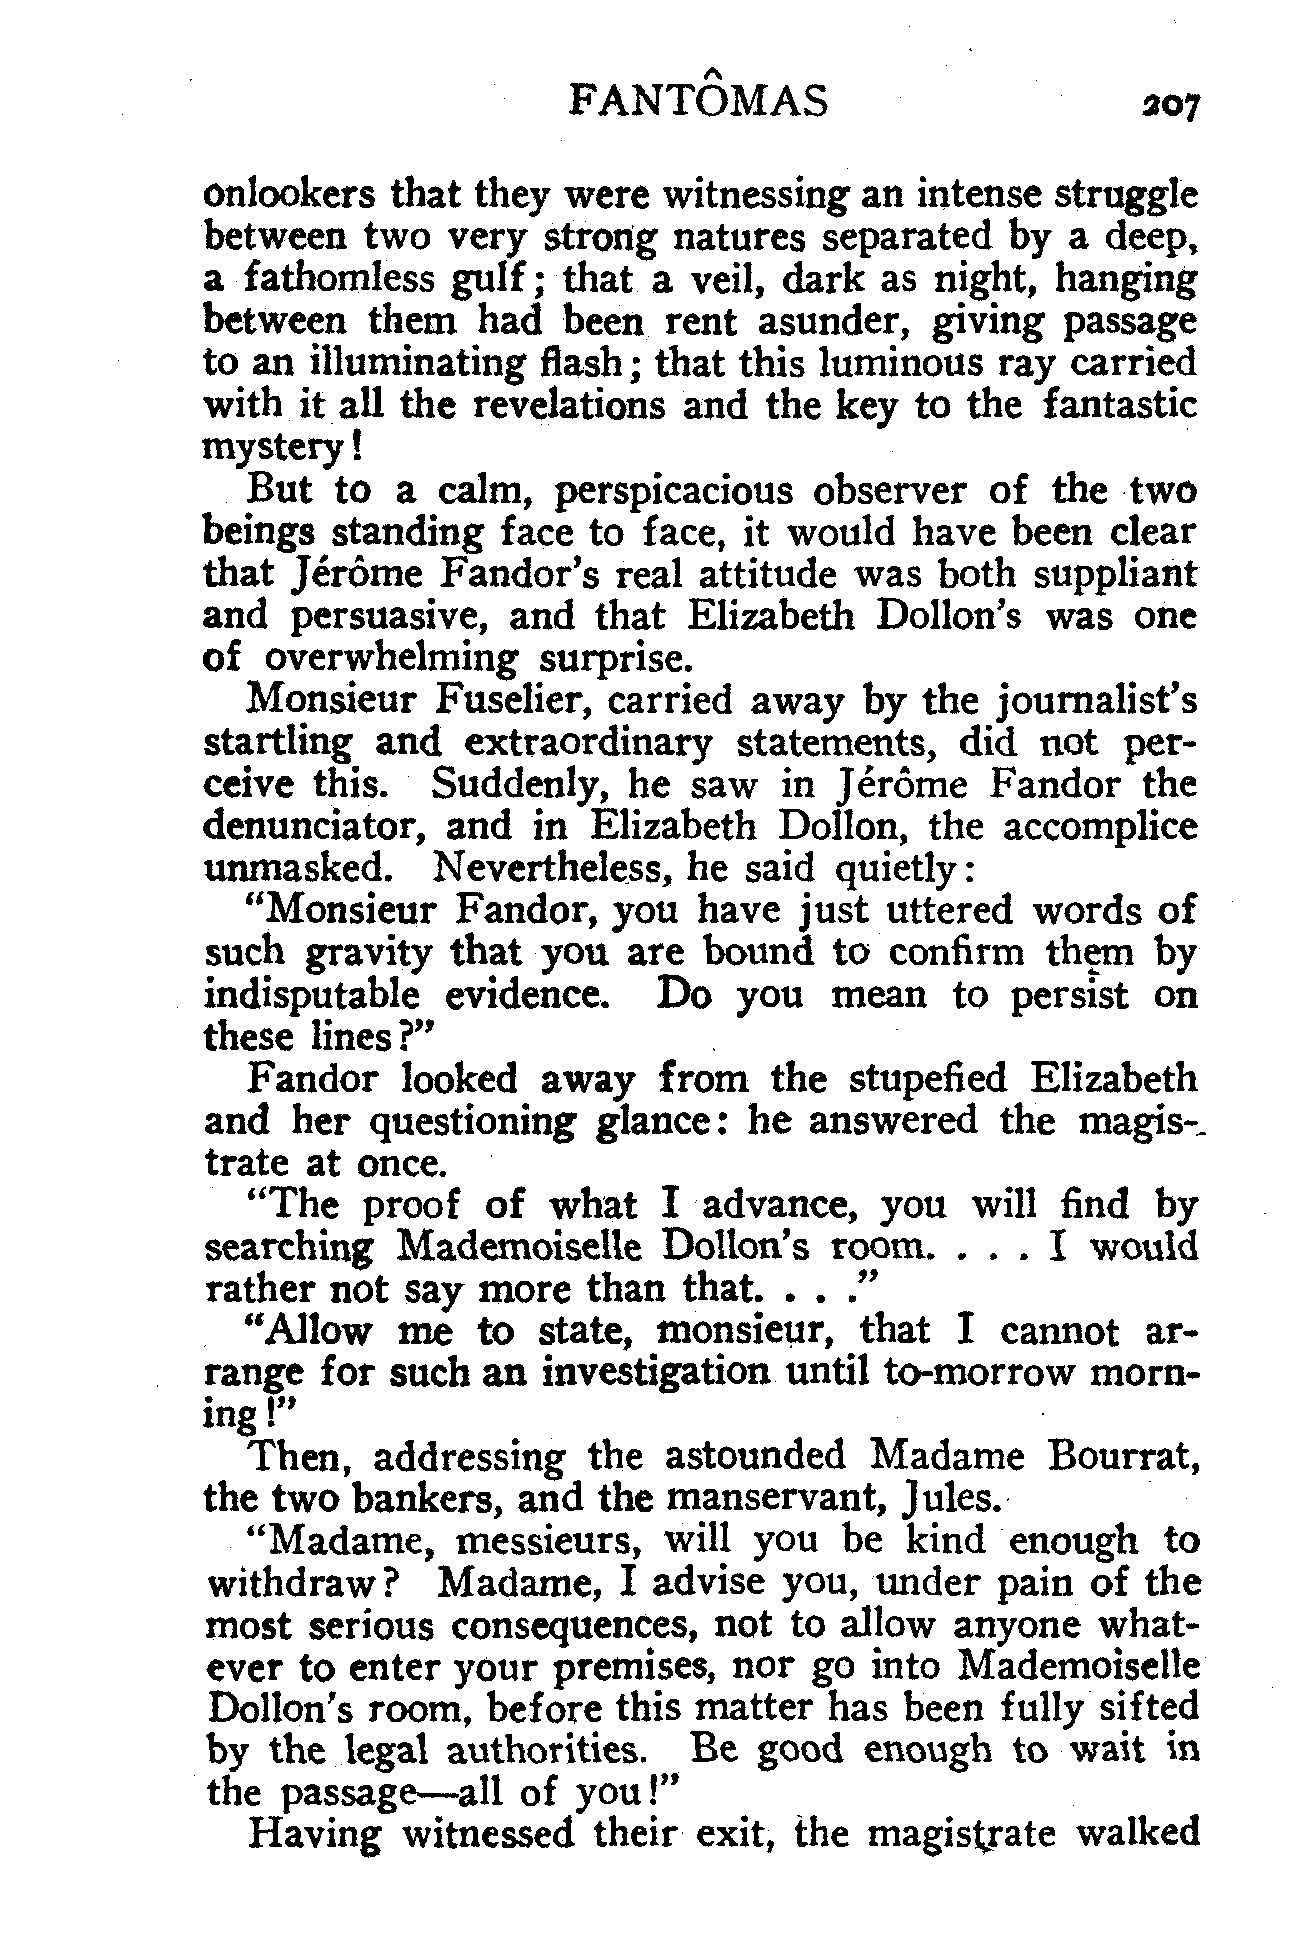 FANTÔMAS 207
onlookers that they were witnessing an intense struggle
between two very strong natures separated by a deep,
a fathomless gulf; that a veil, dark as night, hanging
between them had been rent asunder, giving passage
to an illuminating flash; that this luminous ray carried
with it all the revelations and the key to the fantastic
mystery!
But to a calm, perspicacious observer of the two
beings standing face to face, it would have been clear
that Jérôme Fandor's real attitude was both suppliant
and persuasive, and that Elizabeth Dollon's was one
of overwhelming surprise.
Monsieur Fuselier, carried away by the journalist's
startling and extraordinary statements, did not per-
ceive this. Suddenly, he saw in Jérôme Fandor the
denunciator, and in Elizabeth Dollon, the accomplice
unmasked. Nevertheless, he said quietly:
"Monsieur Fandor, you have just uttered words of
such gravity that you are bound to confirm them by
indisputable evidence. Do you mean to persist on
these lines?"
Fandor looked away from the stupefied Elizabeth
and her questioning glance: he answered the magis-
trate at once.
"The proof of what I advance, you will find by
searching Mademoiselle Dollon's room. . . . I would
rather not say more than that. . . ."
"Allow me to state, monsieur, that I cannot ar-
range for such an investigation until to-morrow morn-
ing!"
Then, addressing the astounded Madame Bourrat,
the two bankers, and the manservant, Jules.
"Madame, messieurs, will you be kind enough to
withdraw? Madame, I advise you, under pain of the
most serious consequences, not to allow anyone what-
ever to enter your premises, nor go into Mademoiselle
Dollon's room, before this matter has been fully sifted
by the legal authorities. Be good enough to wait in
the passage—all of you!"
Having witnessed their exit, the magistrate walked